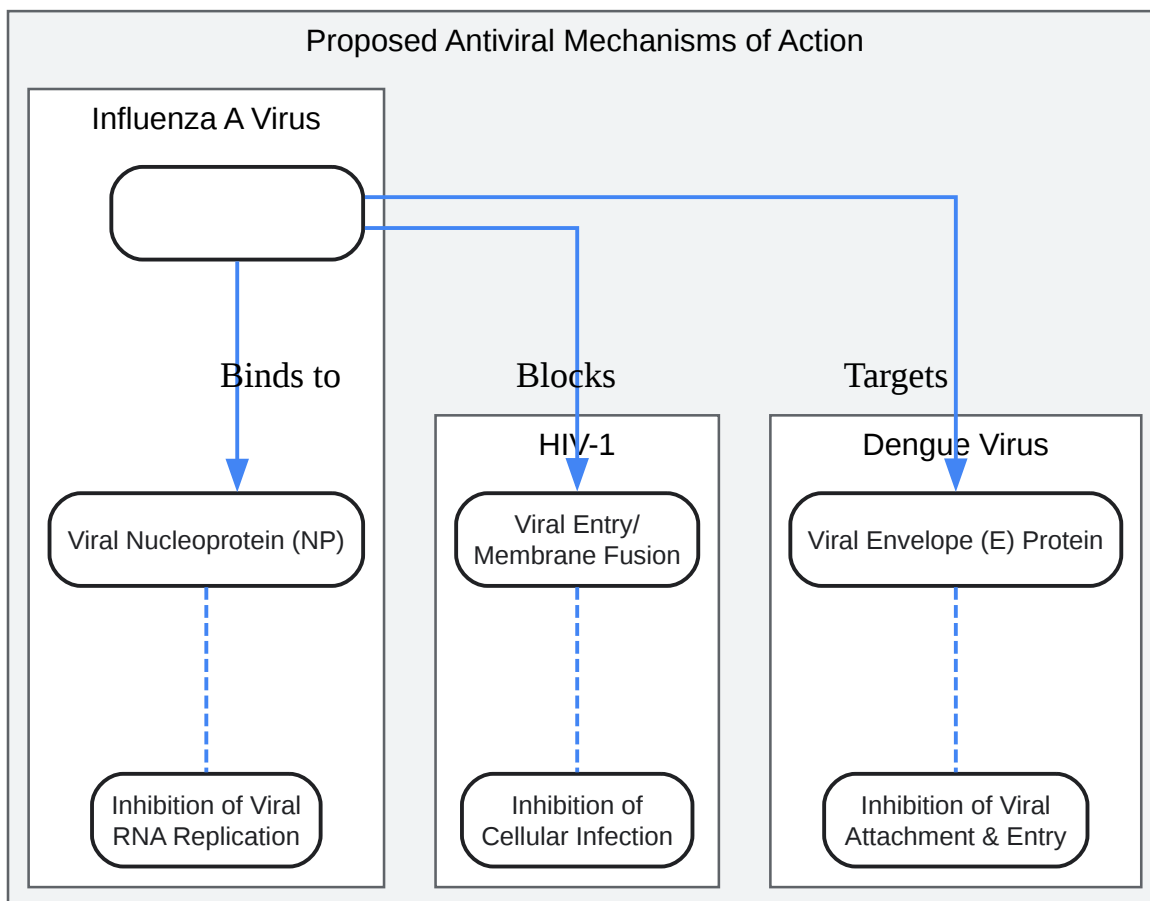 Proposed Antiviral Mechanisms of Action
Influenza A Virus
Binds to
Blocks
Targets
HIV-1
Dengue Virus
Viral Nucleoprotein (NP)
Viral Entry/
Membrane Fusion
Viral Envelope (E) Protein
Inhibition of Viral
RNA Replication
Inhibition of
Cellular Infection
Inhibition of Viral
Attachment & Entry